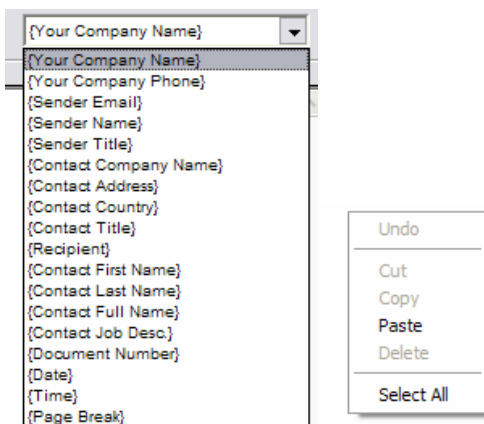 {Your Company Name}
{Your Company Name}
{Your Company Phone}
{Sender Email}
{Sender Name}
{Sender Title}
{Contact Company Name}
{Contact Address}
{Contact Country}
{Contact Title}
{Recipient}
{Contact First Name}
{Contact Last Name}
{Contact Full Name}
{Contact Job Desc.}
{Document Number}
{Date}
{Time}
{Page Break}
Undo
Cut
Copy
Paste
Delete
Select All